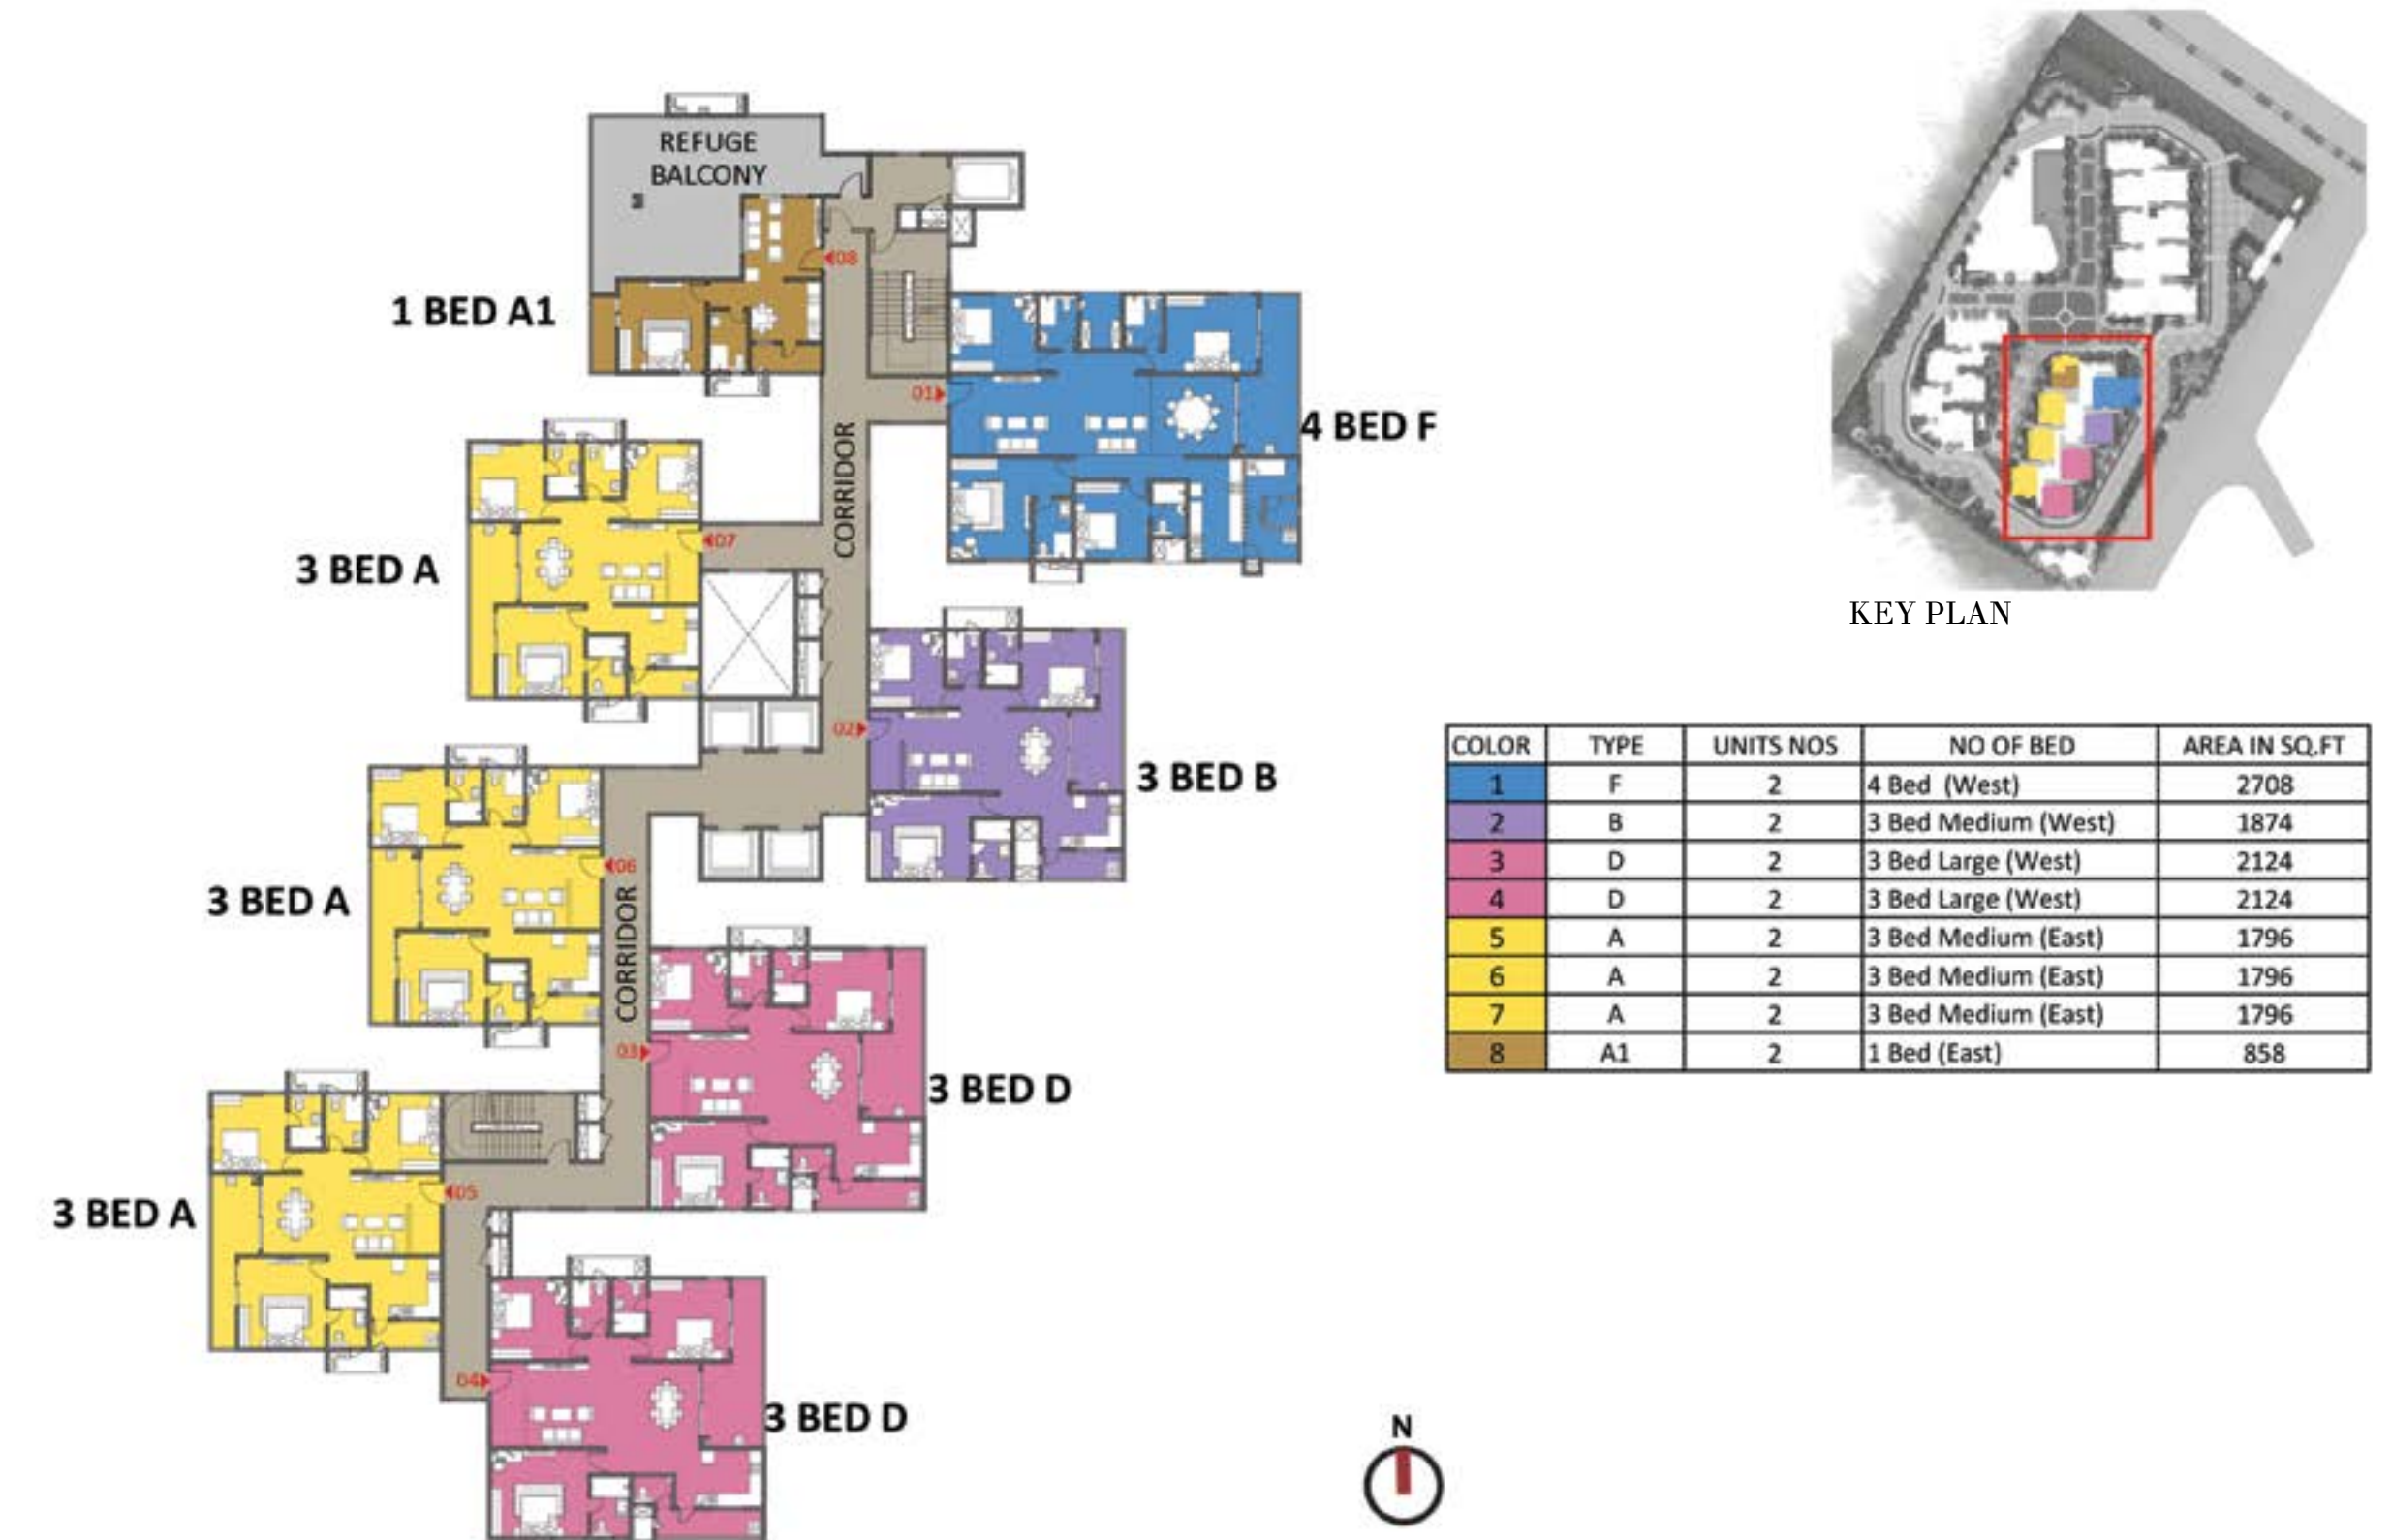 REFUGE
BALCONY
08
1 BED A1
01
4 BED F
CORRIDOR
07
3 BED A
02
3 BED B
06
3 BED A
CORRIDOR
03
3 BED D
05
3 BED A
04
3 BED D
KEY PLAN
COLOR TYPE UNITS NOS NO OF BED AREA IN SQ.FT
1 F 2 4 Bed (West) 2708
2 B 2 3 Bed Medium (West) 1874
3 D 2 3 Bed Large (West) 2124
4 D 2 3 Bed Large (West) 2124
5 A 2 3 Bed Medium (East) 1796
6 A 2 3 Bed Medium (East) 1796
7 A 2 3 Bed Medium (East) 1796
8 A1 2 1 Bed (East) 858
N